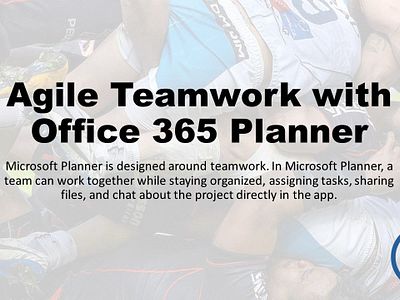 Agile Teamwork with
Office 365 Planner
Microsoft Planner is designed around teamwork. In Microsoft Planner, a
team can work together while staying organized, assigning tasks, sharing
files, and chat about the project directly in the app.